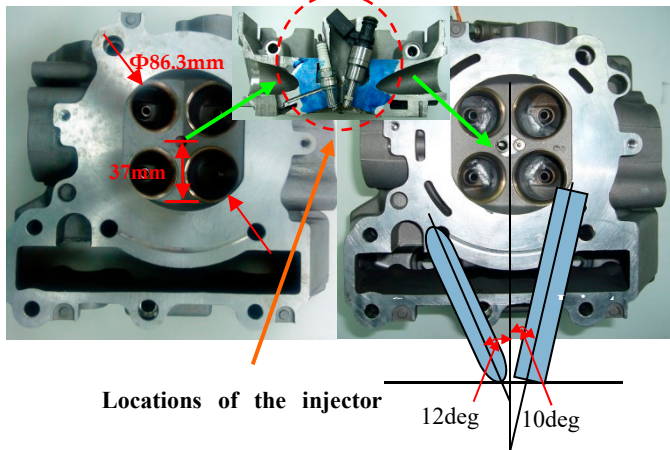 Φ86.3mm
37mm
Locations of the injector
12deg
10deg